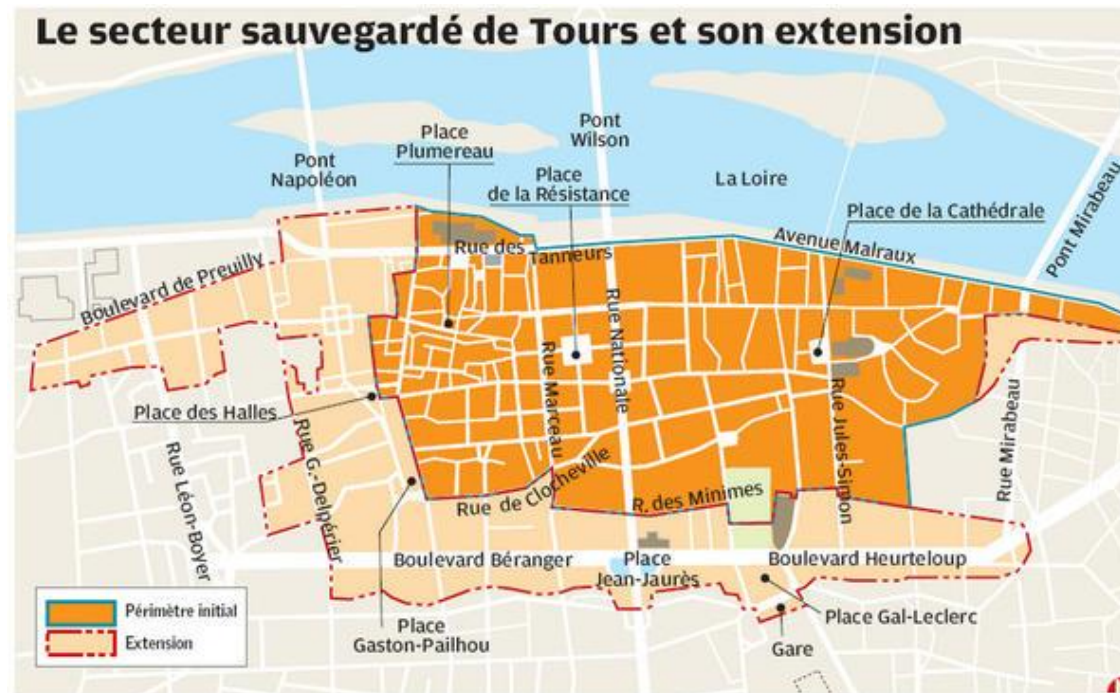 Le secteur sauvegardé de Tours et son extension
Place
Plumereau
Pont
Wilson
Pont
Napoléon
Place
de la Résistance
La Loire
Place de la Cathédrale
Pont Mirabeau
Avenue Malraux
Rue des Tanneurs
Boulevard de Preuilly
Rue Nationale
Rue Marceau
Rue Jules-Simon
Rue Mirabeau
Place des Halles
Rue G.-Delpérier
Rue Léon-Boyer
Rue de Clocheville
R. des Minimes
Boulevard Béranger
Place
Jean-Jaurès
Boulevard Heurteloup
Périmètre initial
Extension
Place
Gaston-Pailhou
Place Gal-Leclerc
Gare